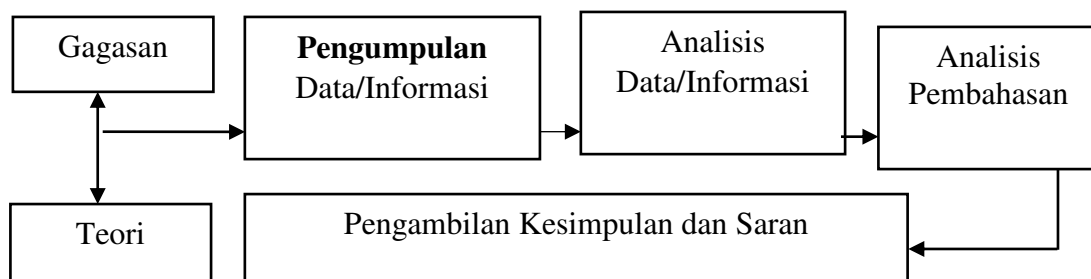 Gagasan
Pengumpulan
Data/Informasi
Analisis
Data/Informasi
Analisis
Pembahasan
Teori
Pengambilan Kesimpulan dan Saran